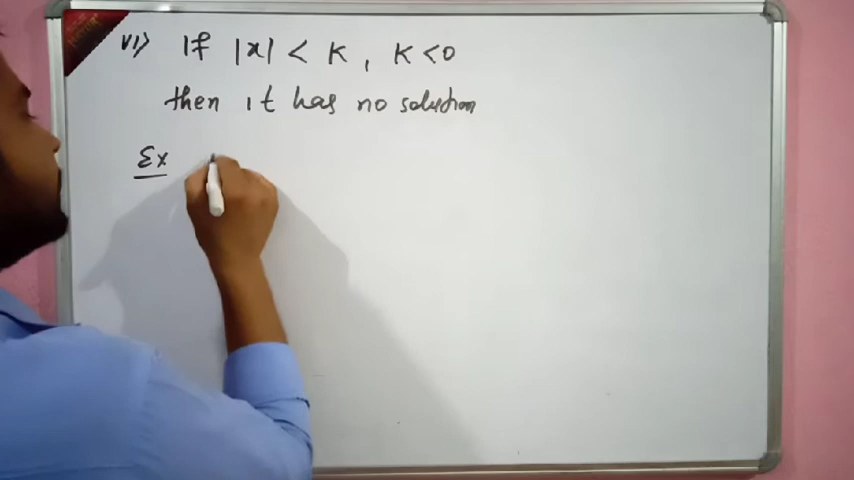 vi) If |x| < K , K <0
then it has no solution
Ex